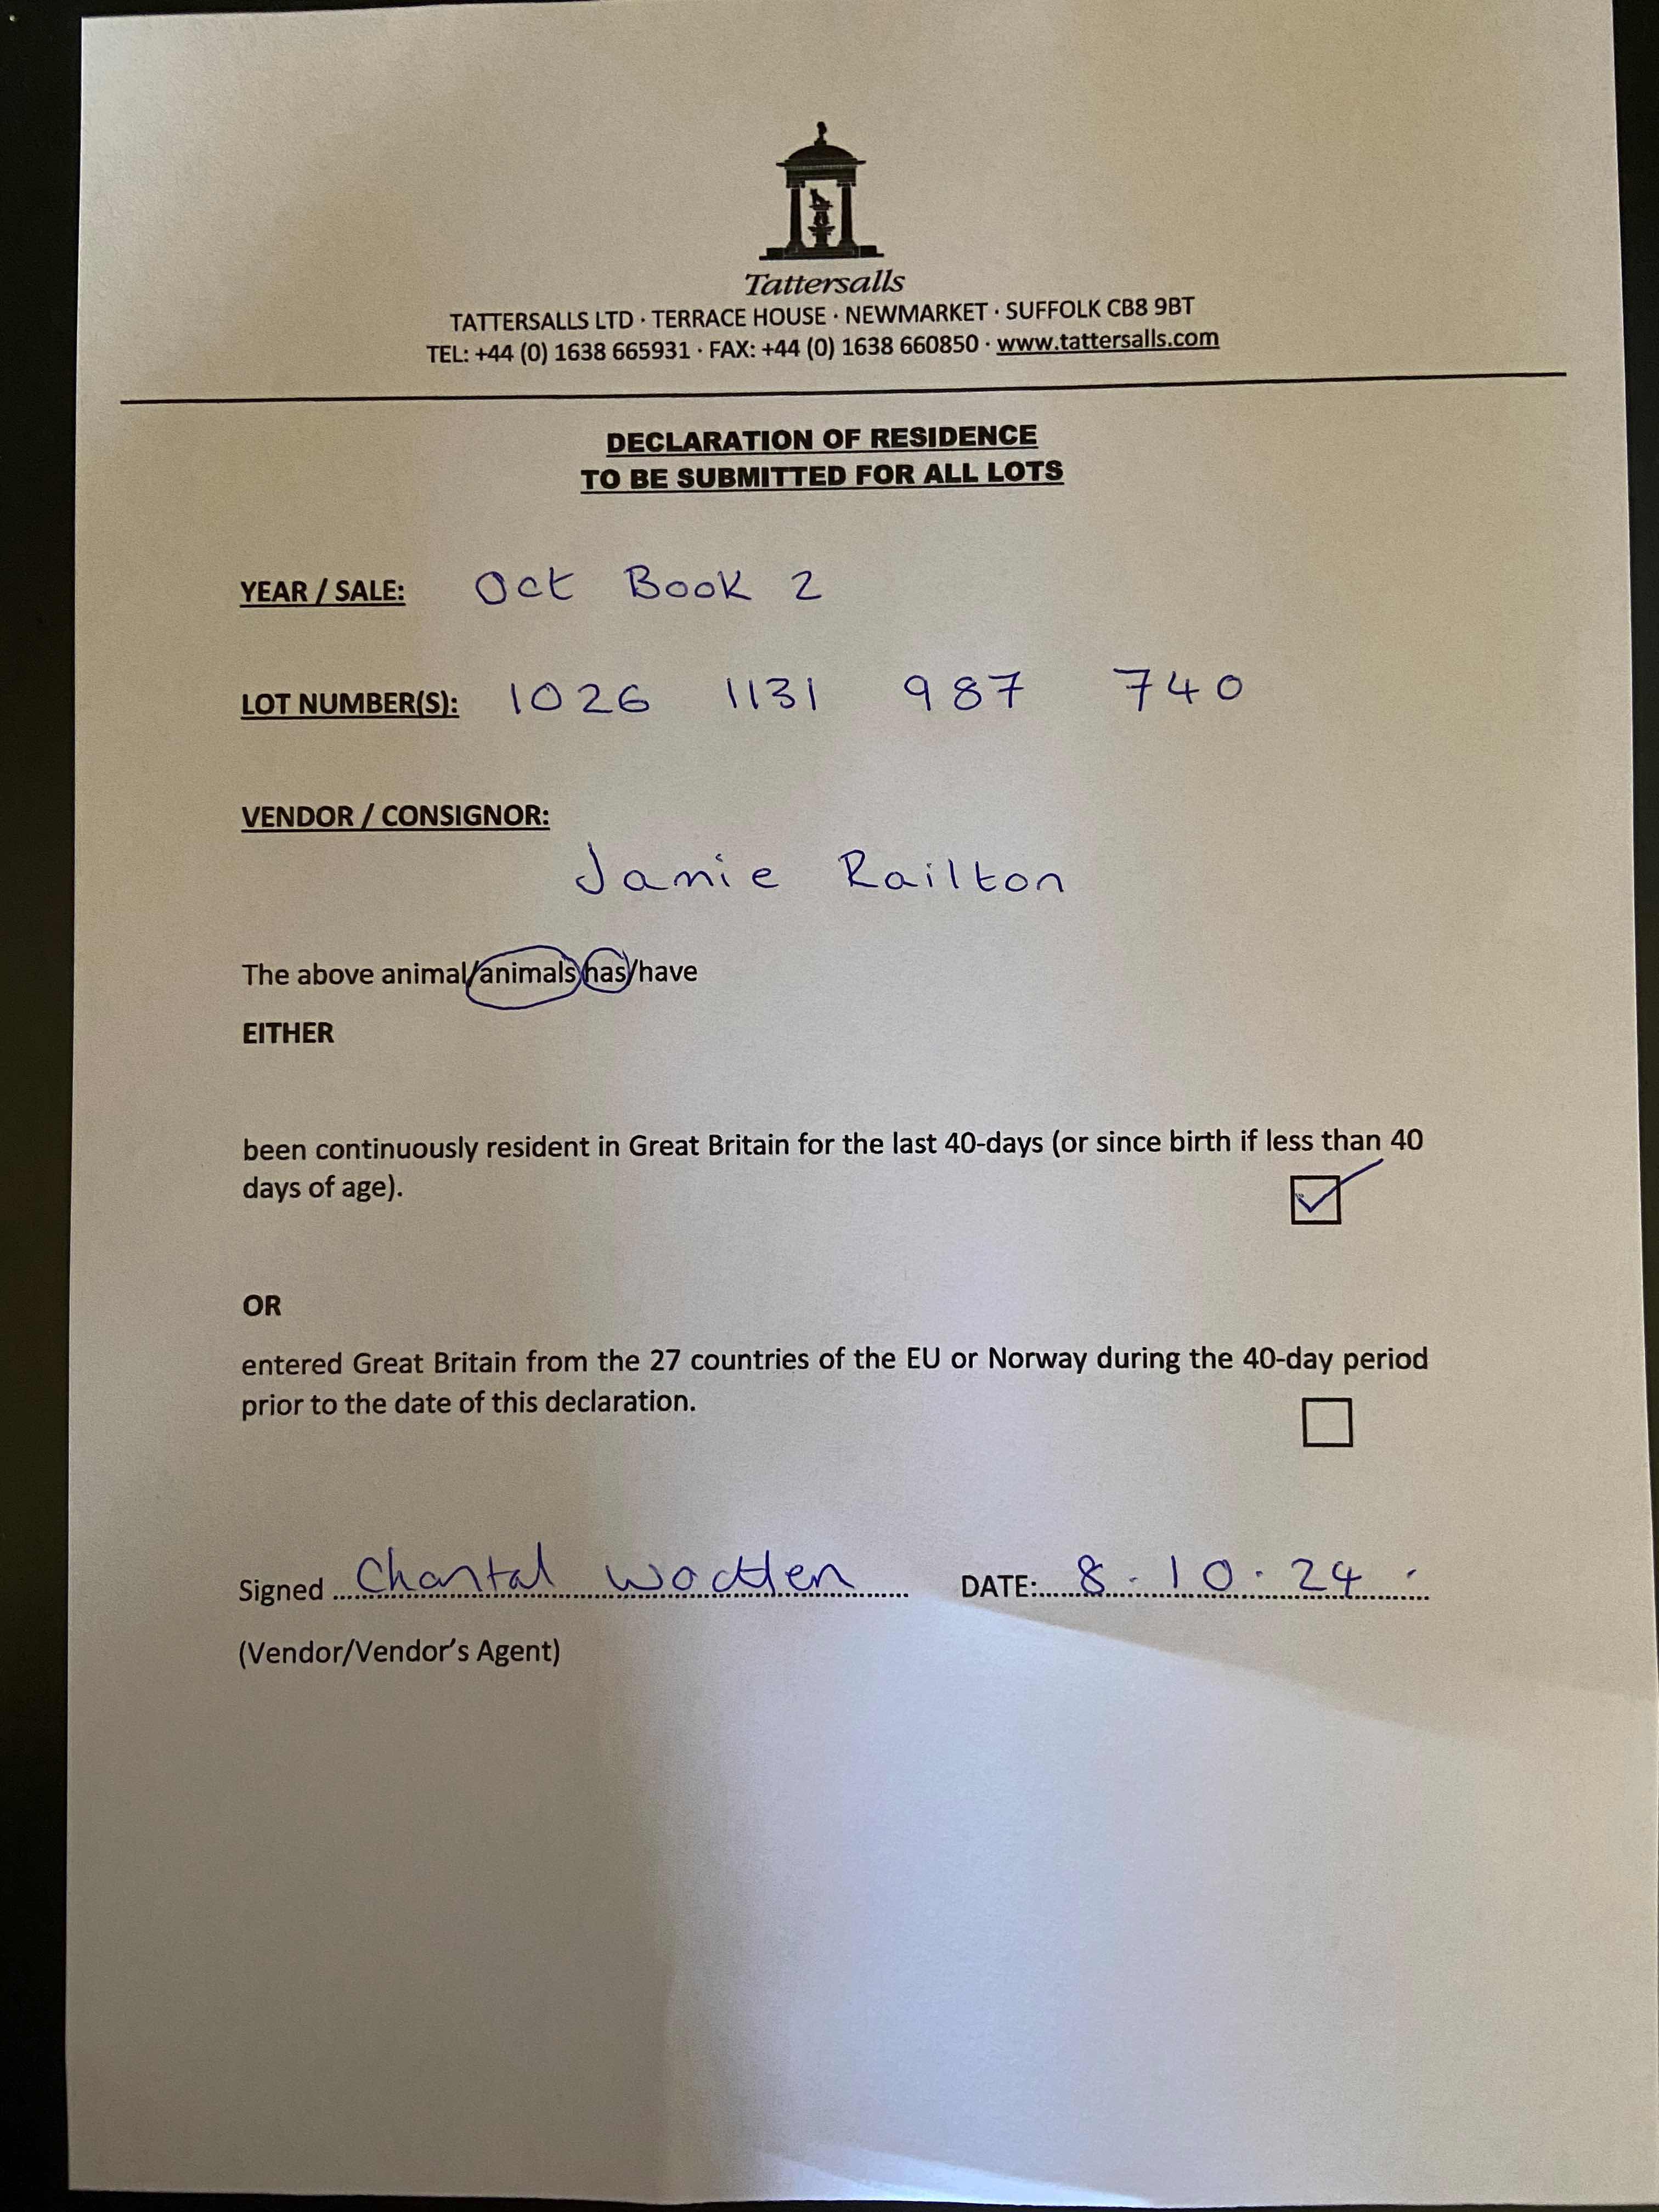 Tattersalls
TATTERSALLS LTD · TERRACE HOUSE · NEWMARKET · SUFFOLK CB8 9BT
TEL: +44 (0) 1638 665931 · FAX: +44 (0) 1638 660850 · www.tattersalls.com
DECLARATION OF RESIDENCE
TO BE SUBMITTED FOR ALL LOTS
YEAR / SALE: Oct Book 2
LOT NUMBER(S): 1026 1131 987 740
VENDOR / CONSIGNOR:
Jamie Railton
The above animal/animals has/have
EITHER
been continuously resident in Great Britain for the last 40-days (or since birth if less than 40
days of age).
OR
entered Great Britain from the 27 countries of the EU or Norway during the 40-day period
prior to the date of this declaration.
Signed Chantal DATE: 8.10.24
(Vendor/Vendor's Agent)